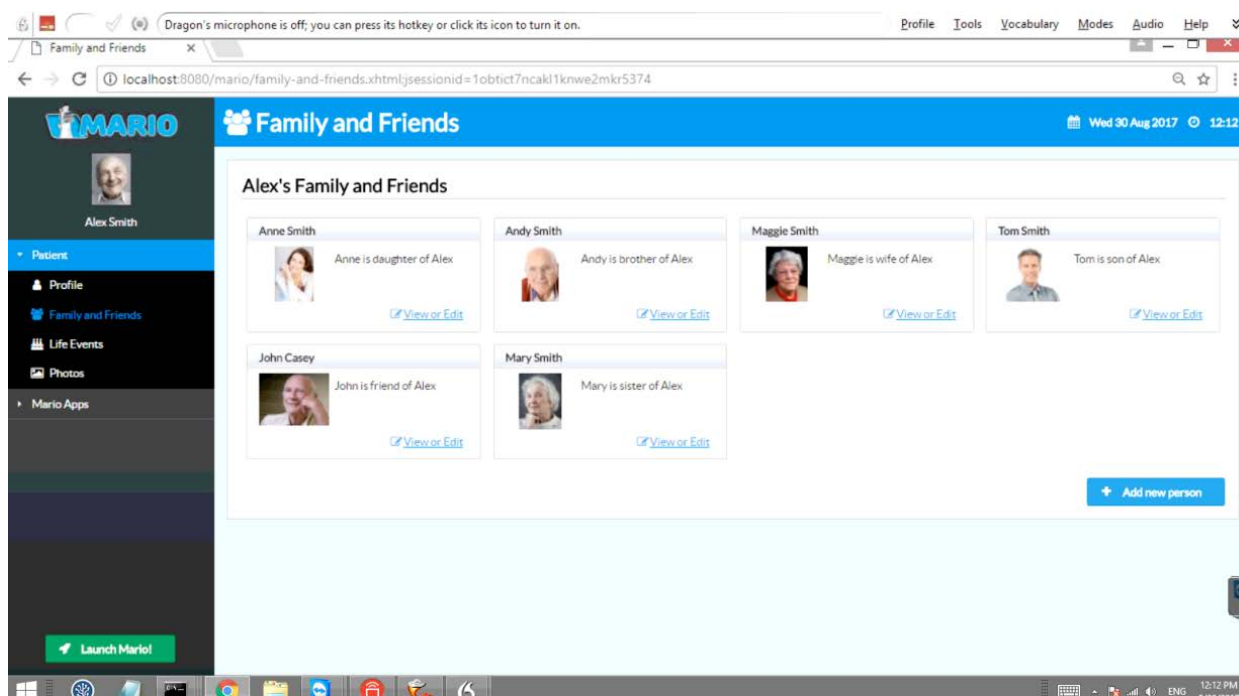 Dragon's microphone is off; you can press its hotkey or click its icon to turn it on.
Profile Tools Vocabulary Modes Audio Help
Family and Friends
localhost:8080/mario/family-and-friends.xhtml;jsessionid=1obtict7ncakl1knwe2mkr5374
MARIO
Family and Friends
Wed 30 Aug 2017 12:12
Alex Smith
Patient
Profile
Family and Friends
Life Events
Photos
Mario Apps
Launch Mario!
Alex's Family and Friends
Anne Smith
Anne is daughter of Alex
View or Edit
Andy Smith
Andy is brother of Alex
View or Edit
Maggie Smith
Maggie is wife of Alex
View or Edit
Tom Smith
Tom is son of Alex
View or Edit
John Casey
John is friend of Alex
View or Edit
Mary Smith
Mary is sister of Alex
View or Edit
Add new person
ENG
12:12 PM